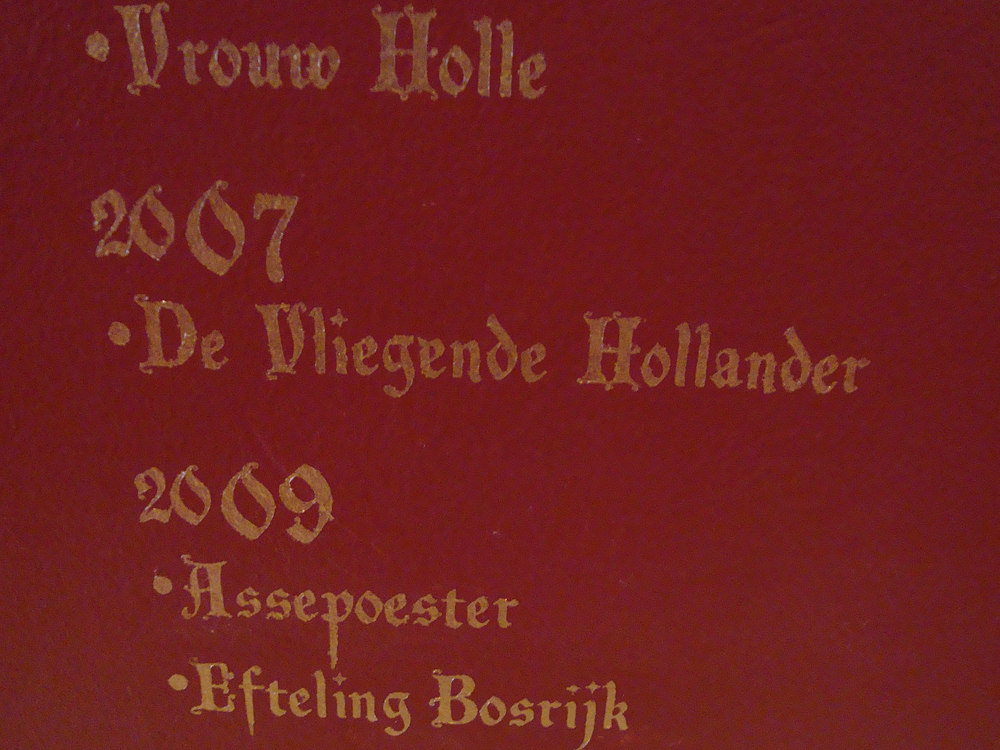 •Vrouw Holle
2007
•De Vliegende Hollander
2009
•Assepoester
•Efteling Bosrijk